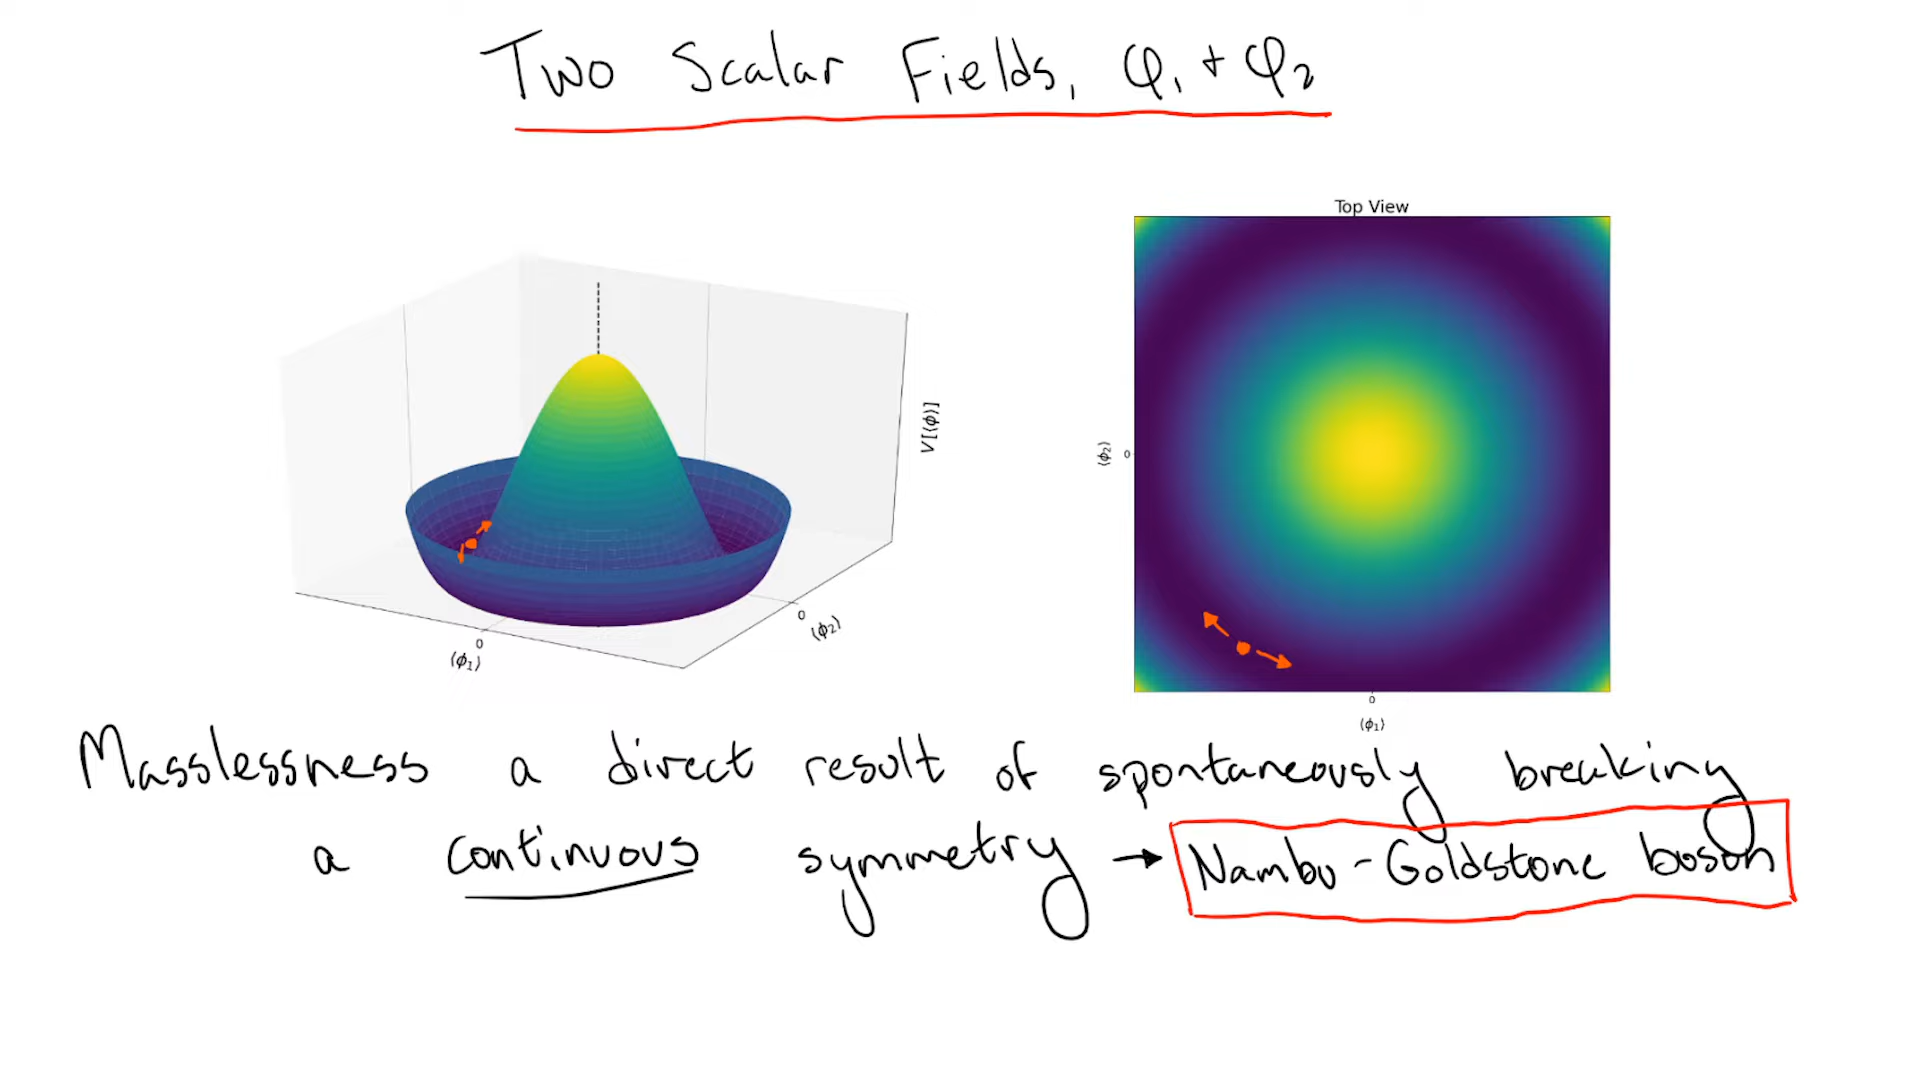 Two Scalar Fields, φ₁ + φ₂
Top View
V[⟨ϕ⟩]
0
⟨ϕ₂⟩
0
⟨ϕ₁⟩
⟨ϕ₂⟩
0
0
⟨ϕ₁⟩
Masslessness a direct result of spontaneously breaking
a continuous symmetry → Nambu-Goldstone boson